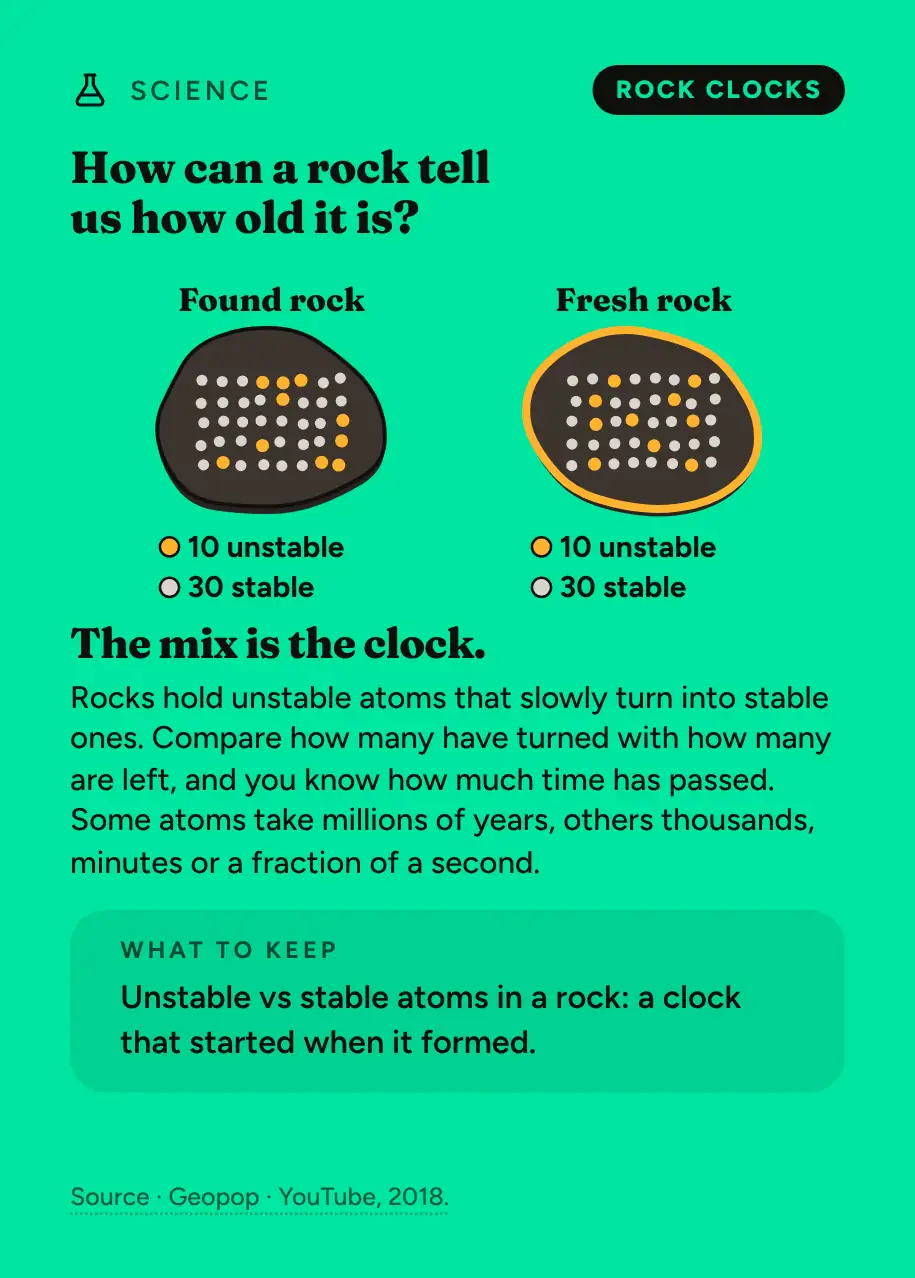 SCIENCE
ROCK CLOCKS
How can a rock tell
us how old it is?
Found rock
Fresh rock
10 unstable
30 stable
10 unstable
30 stable
The mix is the clock.
Rocks hold unstable atoms that slowly turn into stable
ones. Compare how many have turned with how many
are left, and you know how much time has passed.
Some atoms take millions of years, others thousands,
minutes or a fraction of a second.
WHAT TO KEEP
Unstable vs stable atoms in a rock: a clock
that started when it formed.
Source · Geopop · YouTube, 2018.